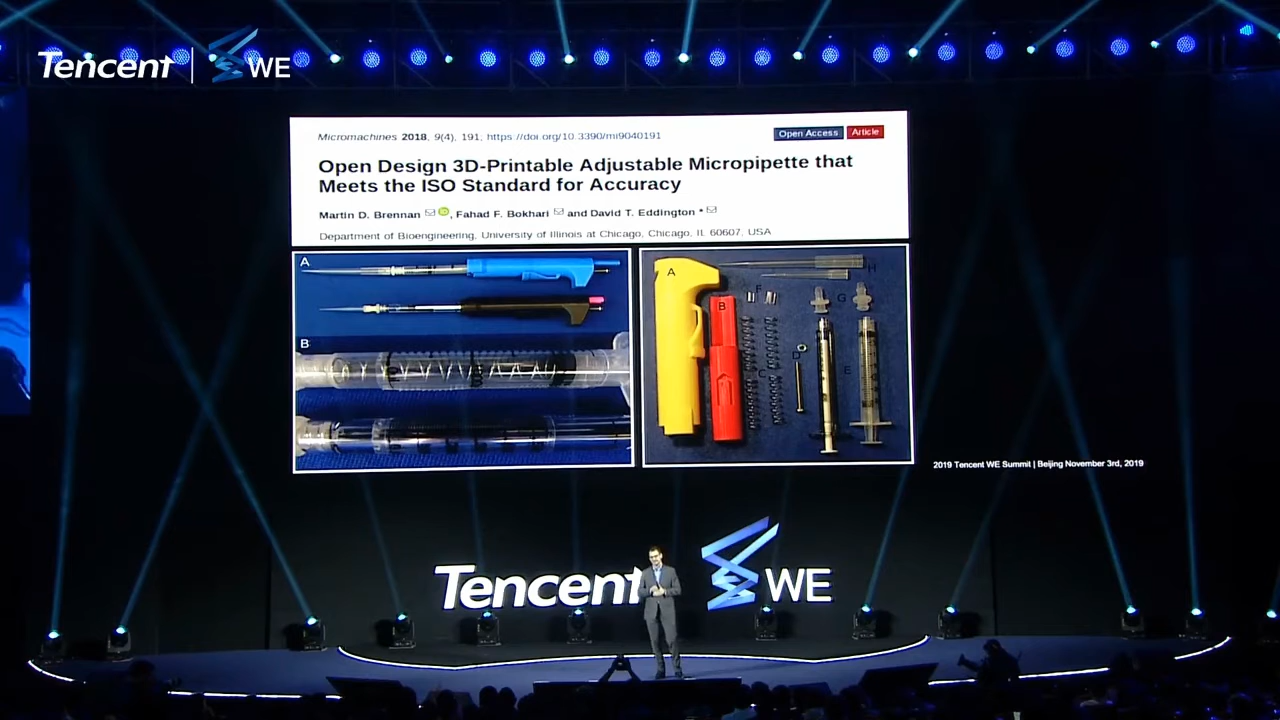 Tencent | WE
Micromachines 2018, 9(4), 191; https://doi.org/10.3390/mi9040191
Open Access Article
Open Design 3D-Printable Adjustable Micropipette that
Meets the ISO Standard for Accuracy
Martin D. Brennan, Fahad F. Bokhari and David T. Eddington *
Department of Bioengineering, University of Illinois at Chicago, Chicago, IL 60607, USA
A
B
A
B
C
D
E
F
G
H
2019 Tencent WE Summit | Beijing November 3rd, 2019
Tencent WE